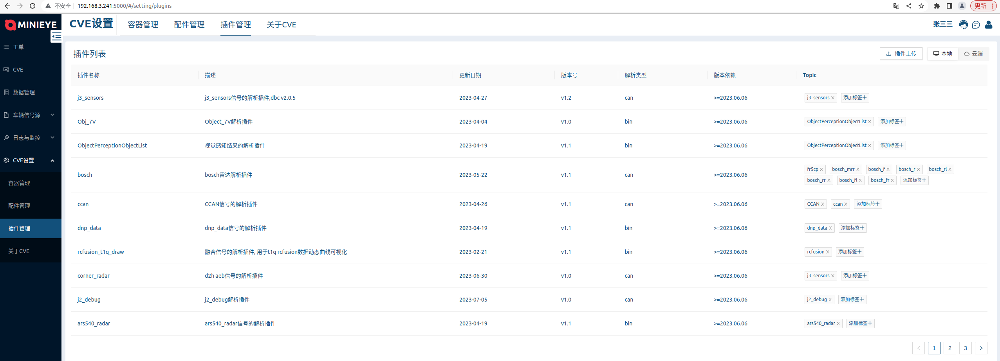 不安全 192.168.3.241:5000/#/setting/plugins 更新
MINIEYE
CVE设置 容器管理 配件管理 插件管理 关于CVE 张三三
工单
CVE
数据管理
车辆信号源
日志与监控
CVE设置
容器管理
配件管理
插件管理
关于CVE
插件列表 插件上传 本地 云端
插件名称 描述 更新日期 版本号 解析类型 版本依赖 Topic
j3_sensors j3_sensors信号的解析插件,dbc v2.0.5 2023-04-27 v1.2 can >=2023.06.06 j3_sensors 添加标签
Obj_7V Object_7V解析插件 2023-04-04 v1.0 bin >=2023.06.06 ObjectPerceptionObjectList 添加标签
ObjectPerceptionObjectList 视觉感知结果的解析插件 2023-04-19 v1.1 bin >=2023.06.06 ObjectPerceptionObjectList 添加标签
bosch bosch雷达解析插件 2023-05-22 v1.1 can >=2023.06.06 fr5cp bosch_mrr bosch_f bosch_r bosch_rl
bosch_rr bosch_fl bosch_fr 添加标签
ccan CCAN信号的解析插件 2023-04-26 v1.1 can >=2023.06.06 CCAN ccan 添加标签
dnp_data dnp_data信号的解析插件 2023-04-19 v1.1 bin >=2023.06.06 dnp_data 添加标签
rcfusion_t1q_draw 融合信号的解析插件, 用于t1q rcfusion数据动态曲线可视化 2023-02-21 v1.1 bin >=2023.06.06 rcfusion 添加标签
corner_radar d2h aeb信号的解析插件 2023-06-30 v1.0 can >=2023.06.06 j3_sensors 添加标签
j2_debug j2_debug解析插件 2023-07-05 v1.0 can >=2023.06.06 j2_debug 添加标签
ars540_radar ars540_radar信号的解析插件 2023-04-19 v1.1 bin >=2023.06.06 ars540_radar 添加标签
1 2 3